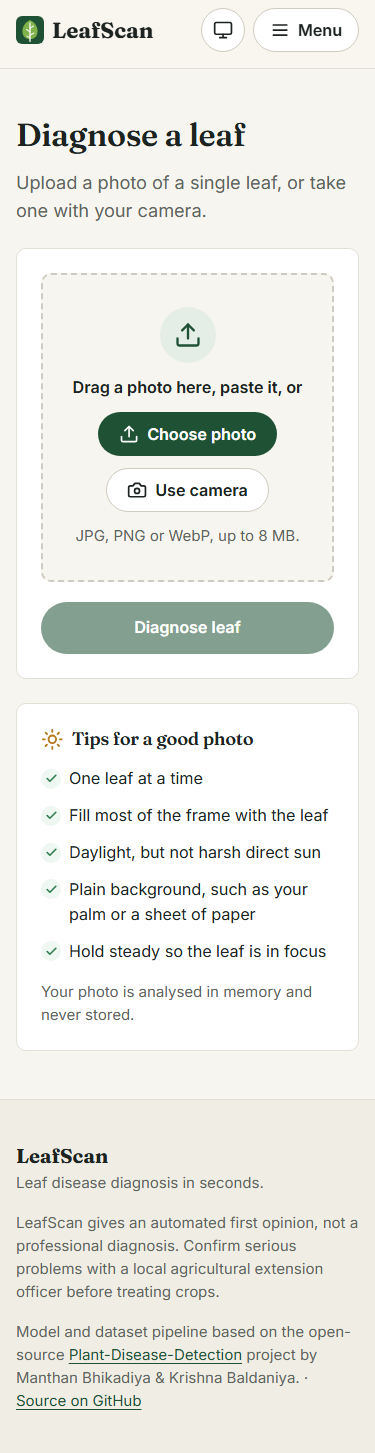 LeafScan
Menu
Diagnose a leaf
Upload a photo of a single leaf, or take
one with your camera.
Drag a photo here, paste it, or
Choose photo
Use camera
JPG, PNG or WebP, up to 8 MB.
Diagnose leaf
Tips for a good photo
One leaf at a time
Fill most of the frame with the leaf
Daylight, but not harsh direct sun
Plain background, such as your
palm or a sheet of paper
Hold steady so the leaf is in focus
Your photo is analysed in memory and
never stored.
LeafScan
Leaf disease diagnosis in seconds.
LeafScan gives an automated first opinion, not a
professional diagnosis. Confirm serious
problems with a local agricultural extension
officer before treating crops.
Model and dataset pipeline based on the open-
source Plant-Disease-Detection project by
Manthan Bhikadiya & Krishna Baldaniya. ·
Source on GitHub